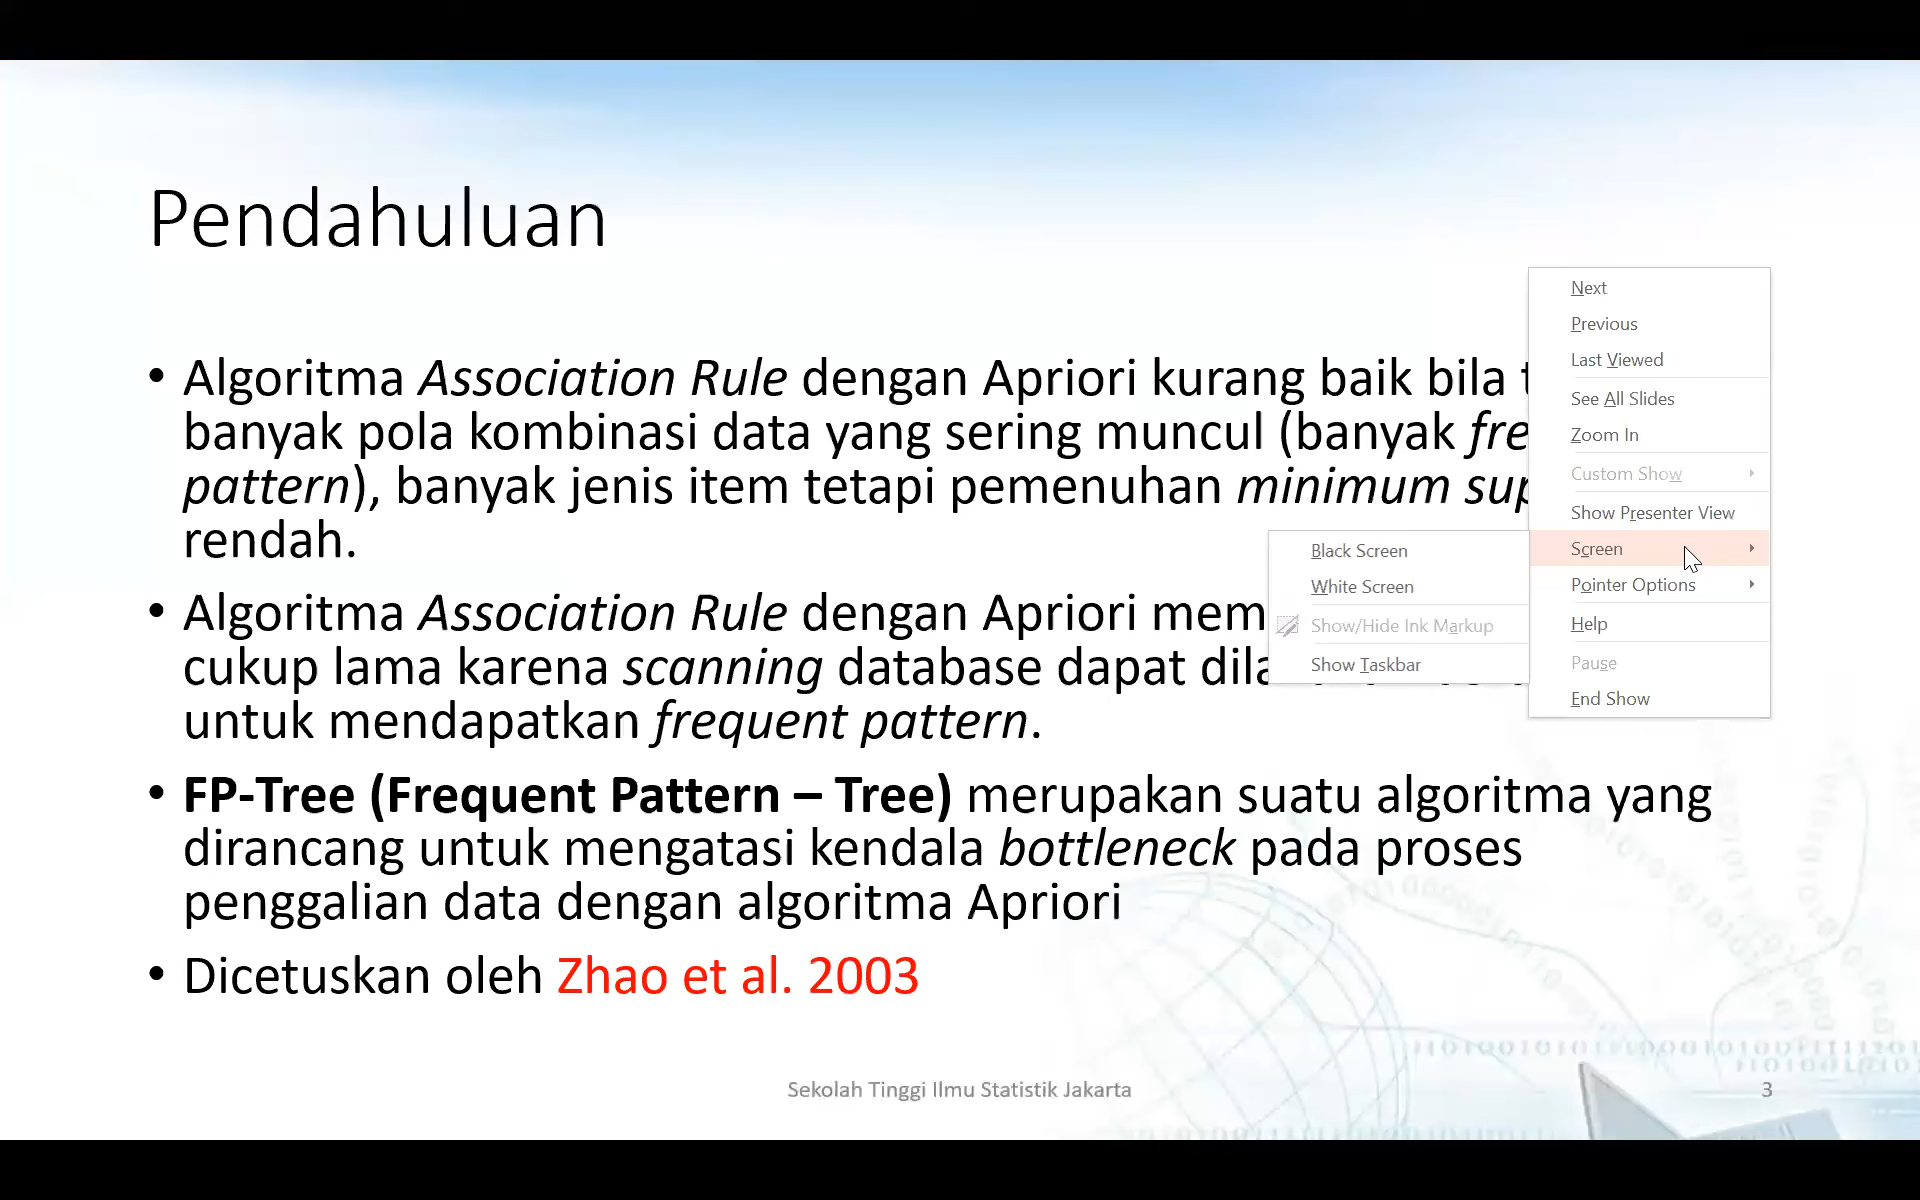 Pendahuluan
• Algoritma Association Rule dengan Apriori kurang baik bila
banyak pola kombinasi data yang sering muncul (banyak
pattern), banyak jenis item tetapi pemenuhan minimum
rendah.
• Algoritma Association Rule dengan Apriori
cukup lama karena scanning database dapat
untuk mendapatkan frequent pattern.
• FP-Tree (Frequent Pattern – Tree) merupakan suatu algoritma yang
dirancang untuk mengatasi kendala bottleneck pada proses
penggalian data dengan algoritma Apriori
• Dicetuskan oleh Zhao et al. 2003
Next
Previous
Last Viewed
See All Slides
Zoom In
Custom Show
Show Presenter View
Screen
Pointer Options
Help
Pause
End Show
Black Screen
White Screen
Show/Hide Ink Markup
Show Taskbar
Sekolah Tinggi Ilmu Statistik Jakarta
3